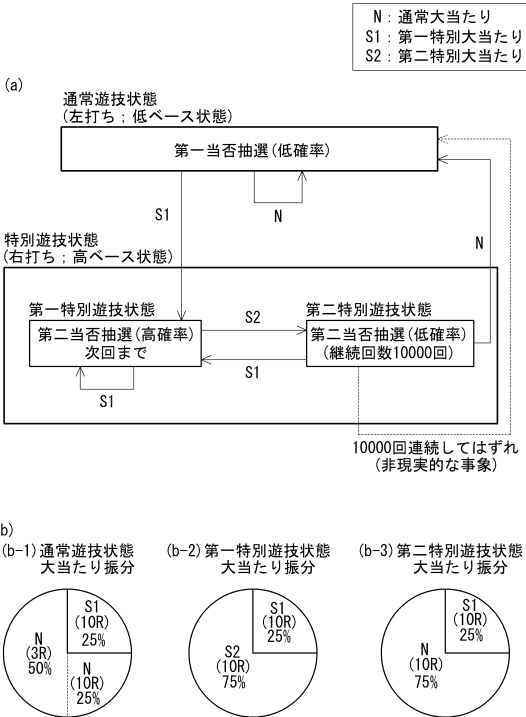 N：通常大当たり
S1：第一特別大当たり
S2：第二特別大当たり
(a)
通常遊技状態
(左打ち；低ベース状態)
第一当否抽選(低確率)
S1
N
N
特別遊技状態
(右打ち；高ベース状態)
第一特別遊技状態
第二当否抽選(高確率)
次回まで
S2
S1
S1
第二特別遊技状態
第二当否抽選(低確率)
(継続回数10000回)
10000回連続してはずれ
(非現実的な事象)
b)
(b-1)通常遊技状態
大当たり振分
S1
(10R)
25%
N
(3R)
50%
N
(10R)
25%
(b-2)第一特別遊技状態
大当たり振分
S1
(10R)
25%
S2
(10R)
75%
(b-3)第二特別遊技状態
大当たり振分
S1
(10R)
25%
N
(10R)
75%